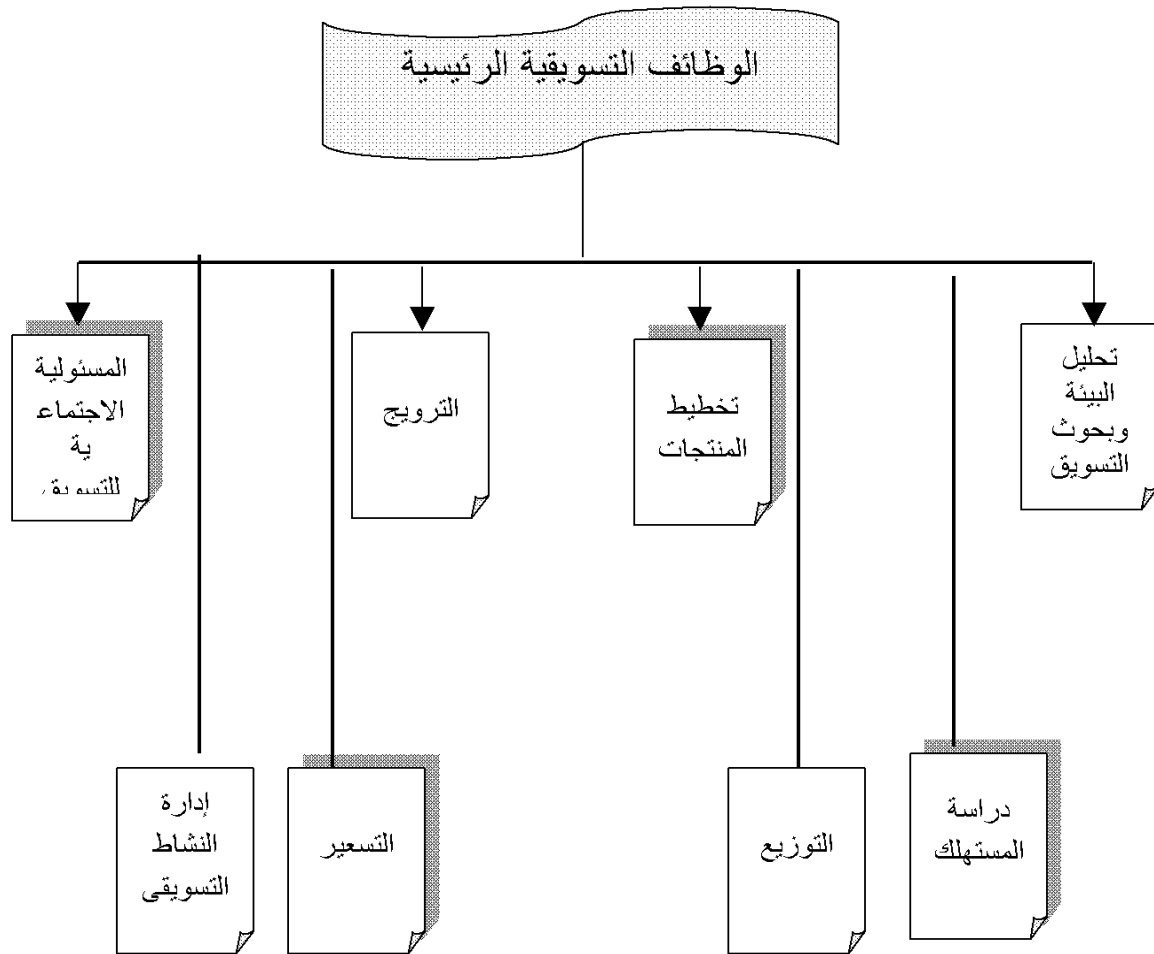 الوظائف التسويقية الرئيسية
تحليل
البيئة
وبحوث
التسويق
تخطيط
المنتجات
الترويج
المسئولية
الاجتماع
ية
للتسويق
دراسة
المستهلك
التوزيع
التسعير
إدارة
النشاط
التسويقى